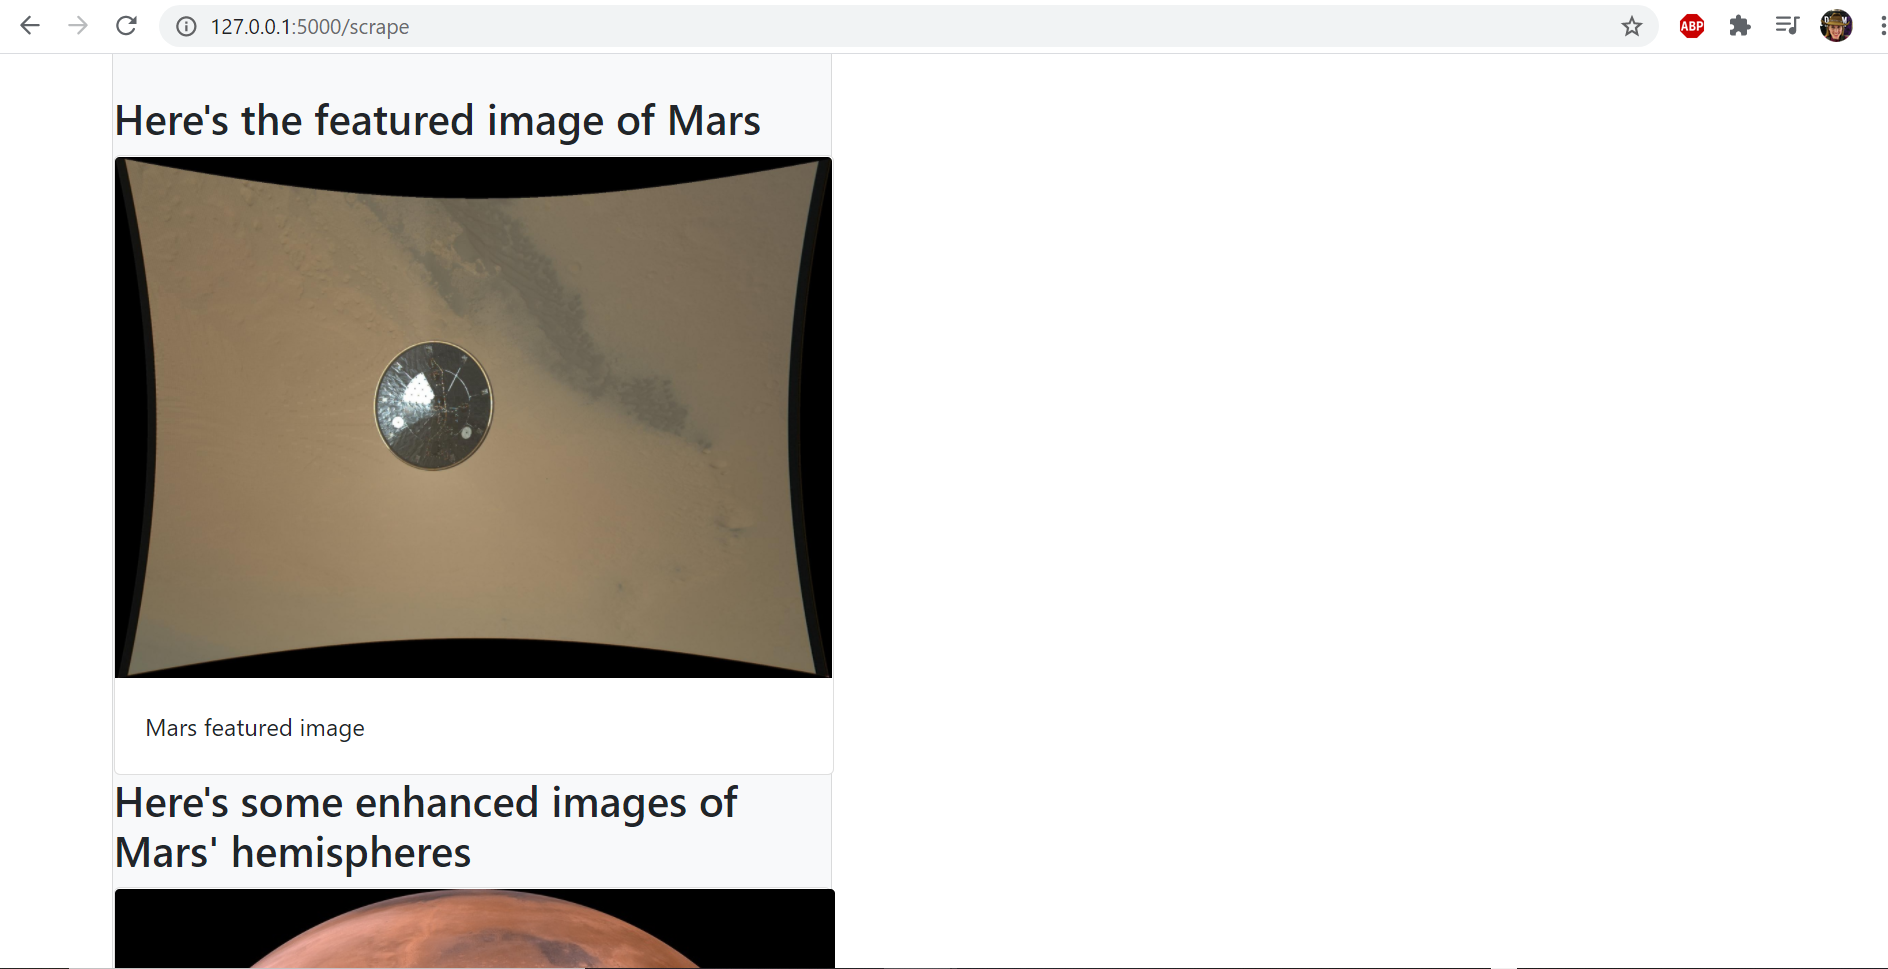 127.0.0.1:5000/scrape
ABP
Here's the featured image of Mars
Mars featured image
Here's some enhanced images of
Mars' hemispheres